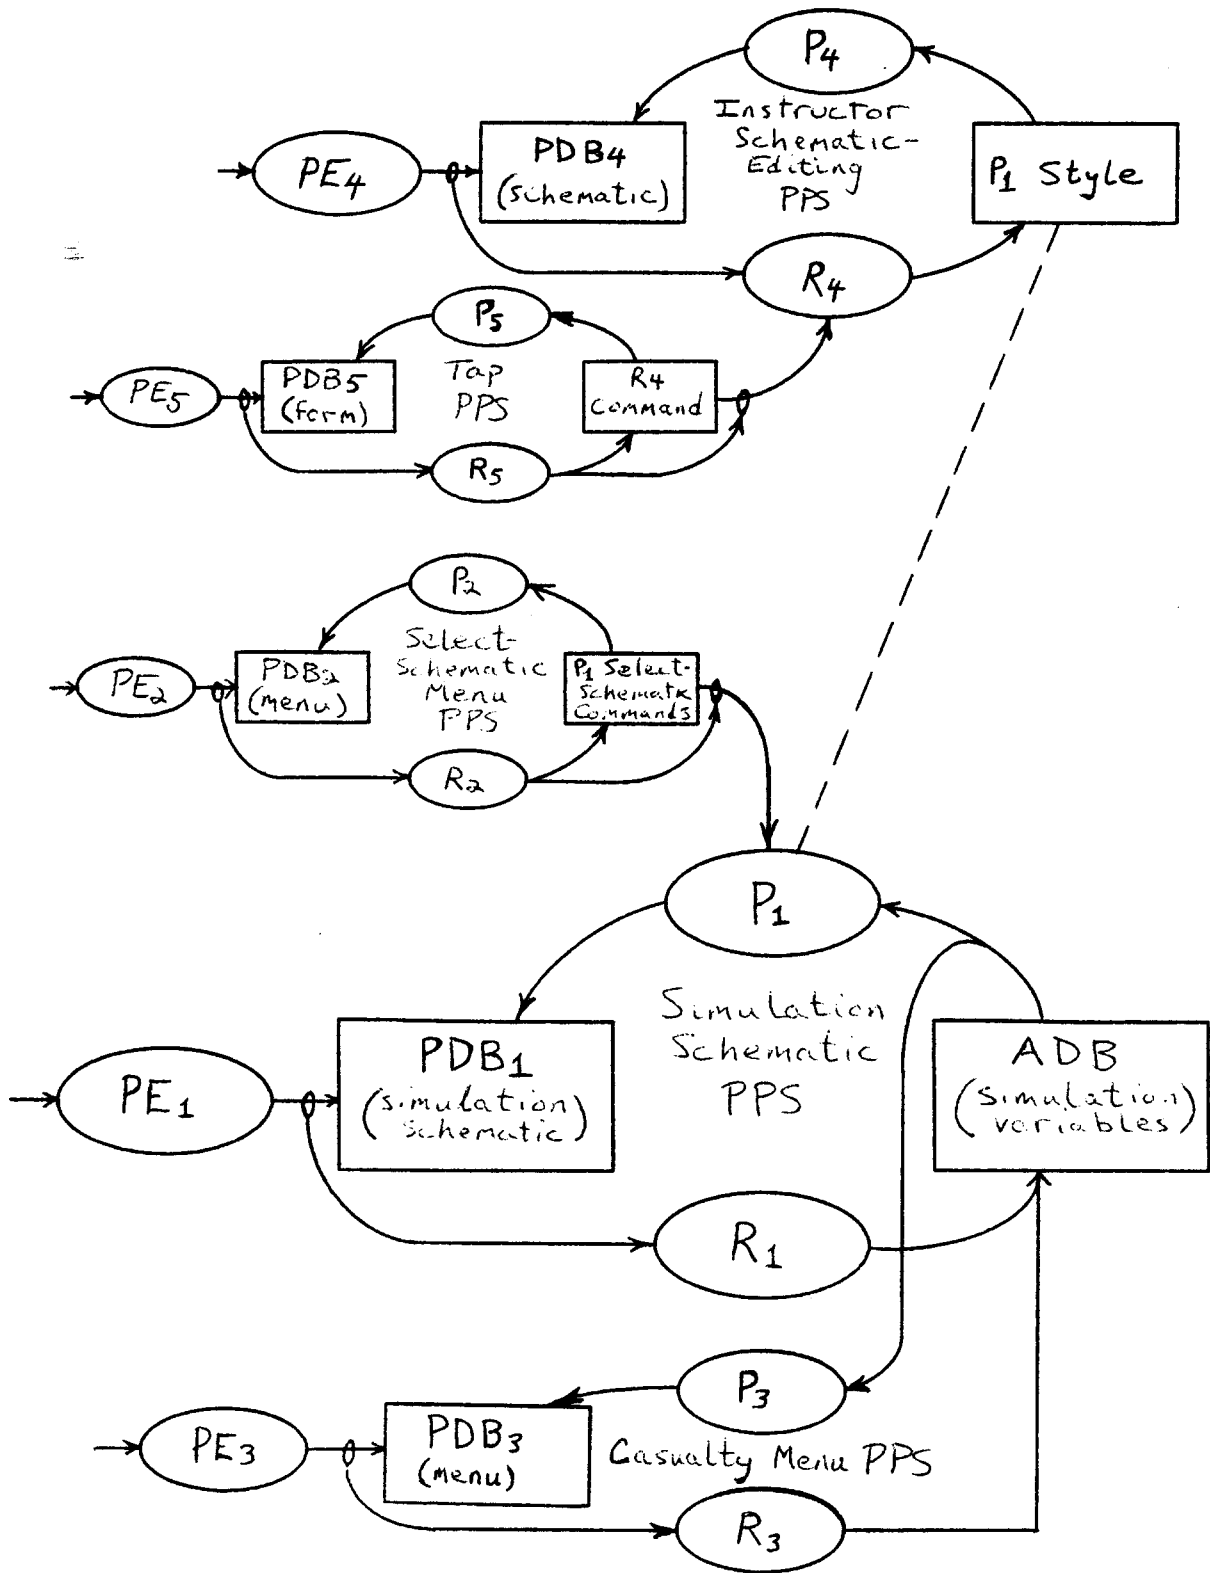 P4
Instructor
Schematic-
Editing
PPS
PE4
PDB4
(schematic)
P1 Style
R4
P5
Tap
PPS
PE5
PDB5
(form)
R4
Command
R5
P2
Select-
Schematic
Menu
PPS
PE2
PDB2
(menu)
P1 Select-
Schematic
Commands
R2
P1
Simulation
Schematic
PPS
PE1
PDB1
(simulation
schematic)
ADB
(simulation
variables)
R1
P3
PE3
PDB3
(menu)
Casualty Menu PPS
R3